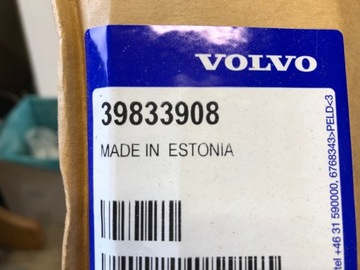 VOLVO
39833908
MADE IN ESTONIA
tel +46 31 590000, 6768343>PELD<3